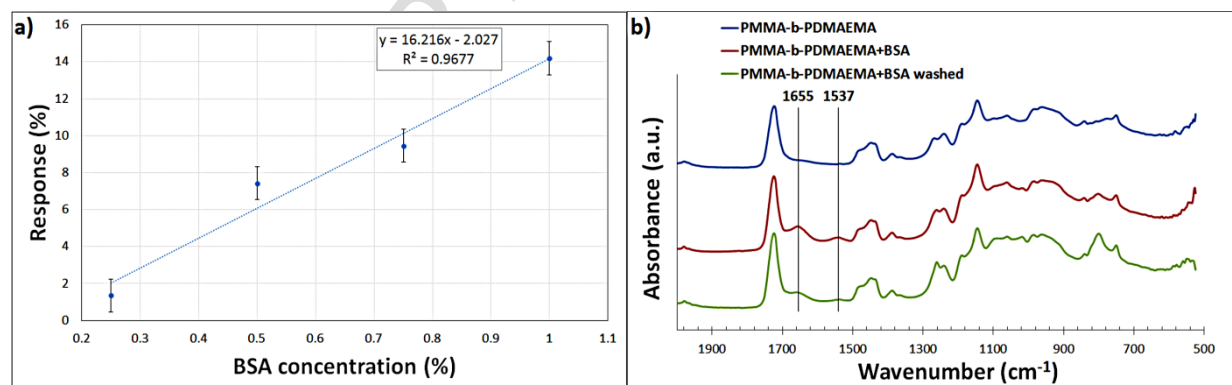 a)
y = 16.216x - 2.027
R² = 0.9677
Response (%)
16
14
12
10
8
6
4
2
0
0.2 0.3 0.4 0.5 0.6 0.7 0.8 0.9 1 1.1
BSA concentration (%)
b)
PMMA-b-PDMAEMA
PMMA-b-PDMAEMA+BSA
PMMA-b-PDMAEMA+BSA washed
1655 1537
Absorbance (a.u.)
1900 1700 1500 1300 1100 900 700 500
Wavenumber (cm⁻¹)